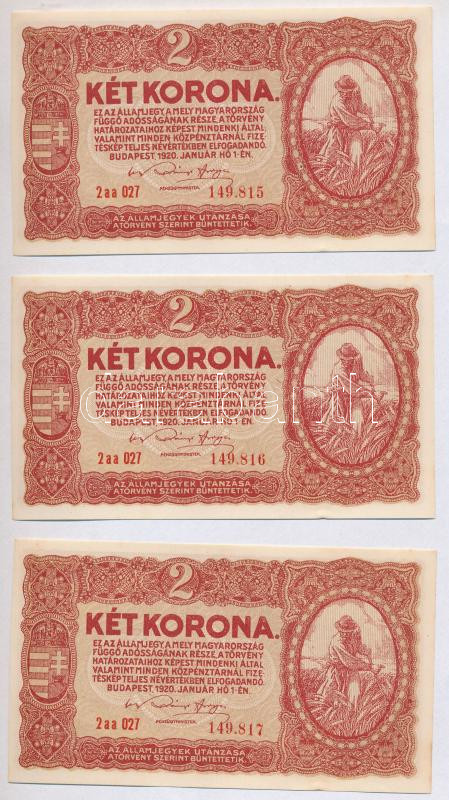 2
KÉT KORONA.
EZ AZ ÁLLAMJEGY A MELY MAGYARORSZÁG
FÜGGŐ ADÓSSÁGÁNAK RÉSZE, A TÖRVÉNY
HATÁROZATAIHOZ KÉPEST MINDENKI ÁLTAL
VALAMINT MINDEN KÖZPÉNZTÁRNÁL FIZE-
TÉSKÉP TELJES NÉVÉRTÉKBEN ELFOGADANDÓ.
BUDAPEST, 1920. JANUÁR HÓ 1-ÉN.
PÉNZÜGYMINISTER.
2aa 027 149.815
AZ ÁLLAMJEGYEK UTÁNZÁSA
A TÖRVÉNY SZERINT BÜNTETTETIK.
2
KÉT KORONA.
EZ AZ ÁLLAMJEGY A MELY MAGYARORSZÁG
FÜGGŐ ADÓSSÁGÁNAK RÉSZE, A TÖRVÉNY
HATÁROZATAIHOZ KÉPEST MINDENKI ÁLTAL
VALAMINT MINDEN KÖZPÉNZTÁRNÁL FIZE-
TÉSKÉP TELJES NÉVÉRTÉKBEN ELFOGADANDÓ.
BUDAPEST, 1920. JANUÁR HÓ 1-ÉN.
PÉNZÜGYMINISTER.
2aa 027 149.816
AZ ÁLLAMJEGYEK UTÁNZÁSA
A TÖRVÉNY SZERINT BÜNTETTETIK.
2
KÉT KORONA.
EZ AZ ÁLLAMJEGY A MELY MAGYARORSZÁG
FÜGGŐ ADÓSSÁGÁNAK RÉSZE, A TÖRVÉNY
HATÁROZATAIHOZ KÉPEST MINDENKI ÁLTAL
VALAMINT MINDEN KÖZPÉNZTÁRNÁL FIZE-
TÉSKÉP TELJES NÉVÉRTÉKBEN ELFOGADANDÓ.
BUDAPEST, 1920. JANUÁR HÓ 1-ÉN.
PÉNZÜGYMINISTER.
2aa 027 149.817
AZ ÁLLAMJEGYEK UTÁNZÁSA
A TÖRVÉNY SZERINT BÜNTETTETIK.